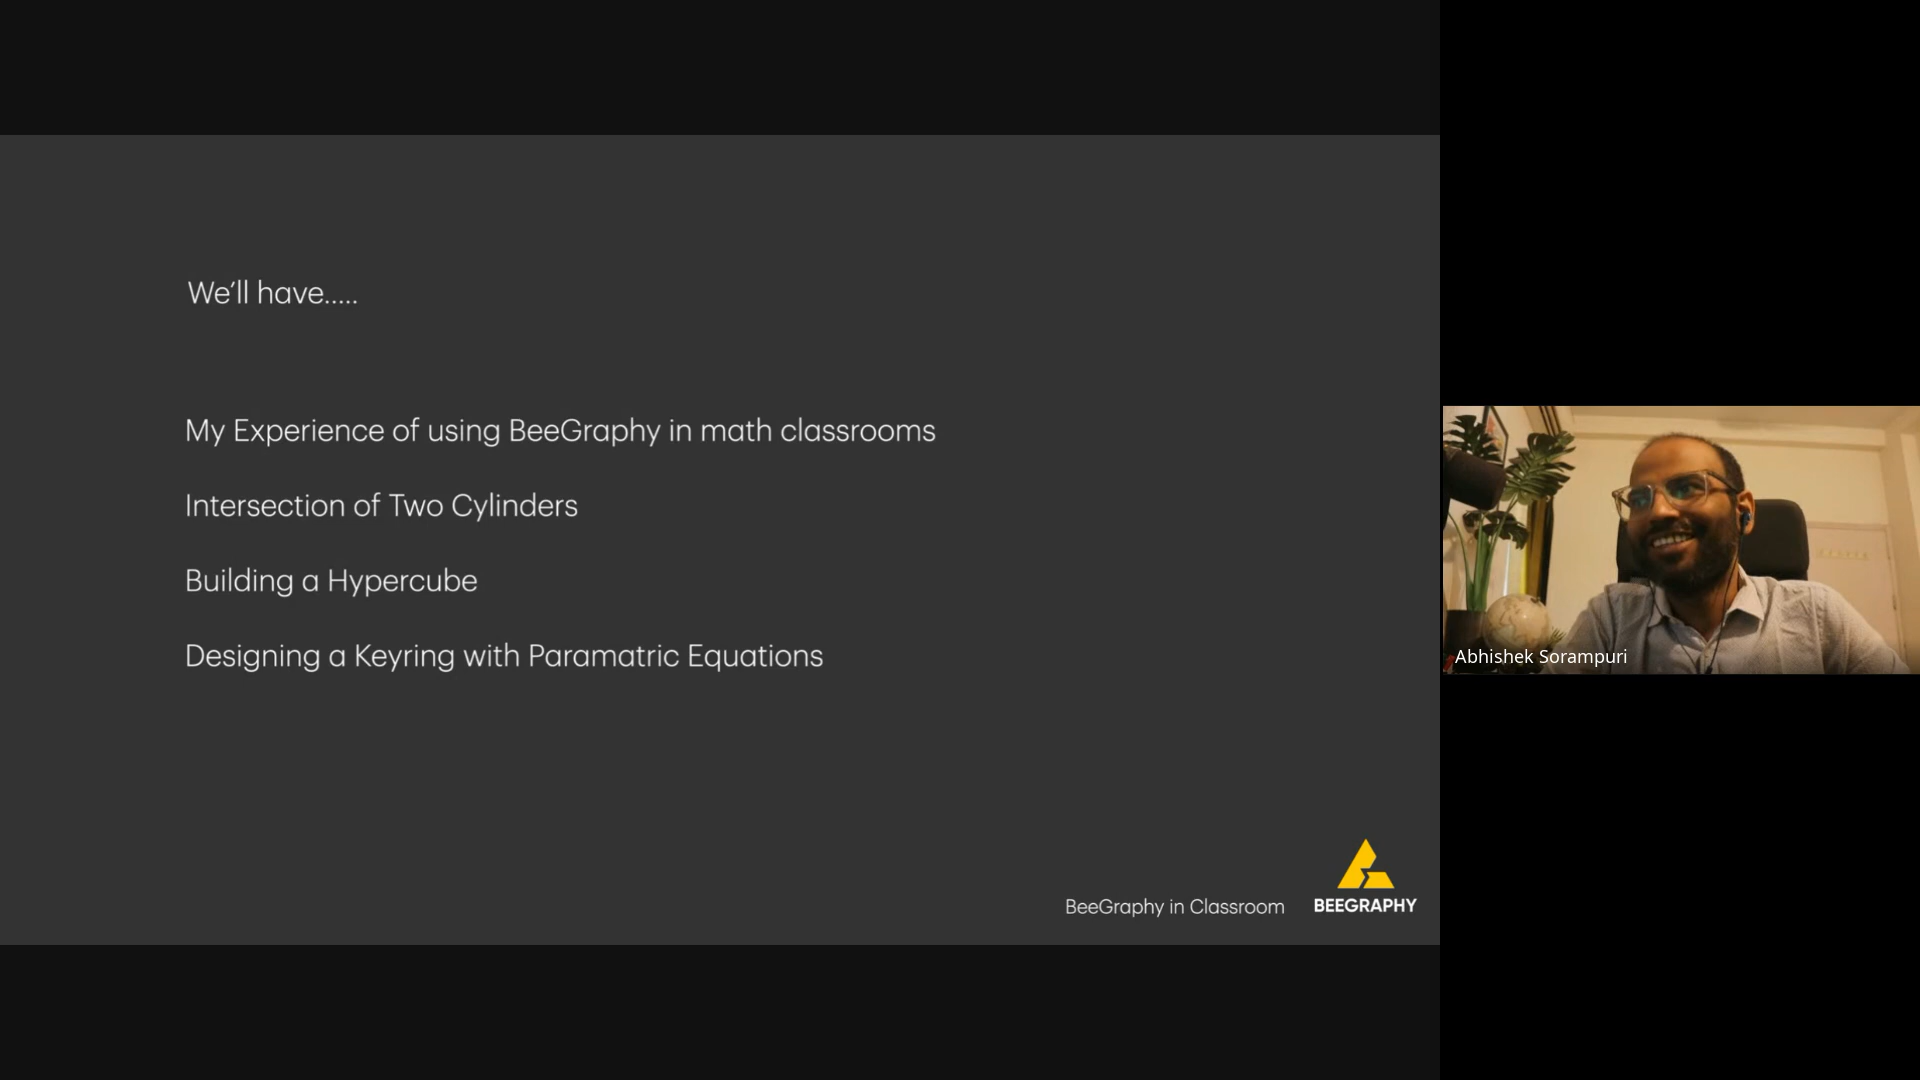 We'll have.....
My Experience of using BeeGraphy in math classrooms
Intersection of Two Cylinders
Building a Hypercube
Designing a Keyring with Paramatric Equations
BeeGraphy in Classroom
BEEGRAPHY
Abhishek Sorampuri